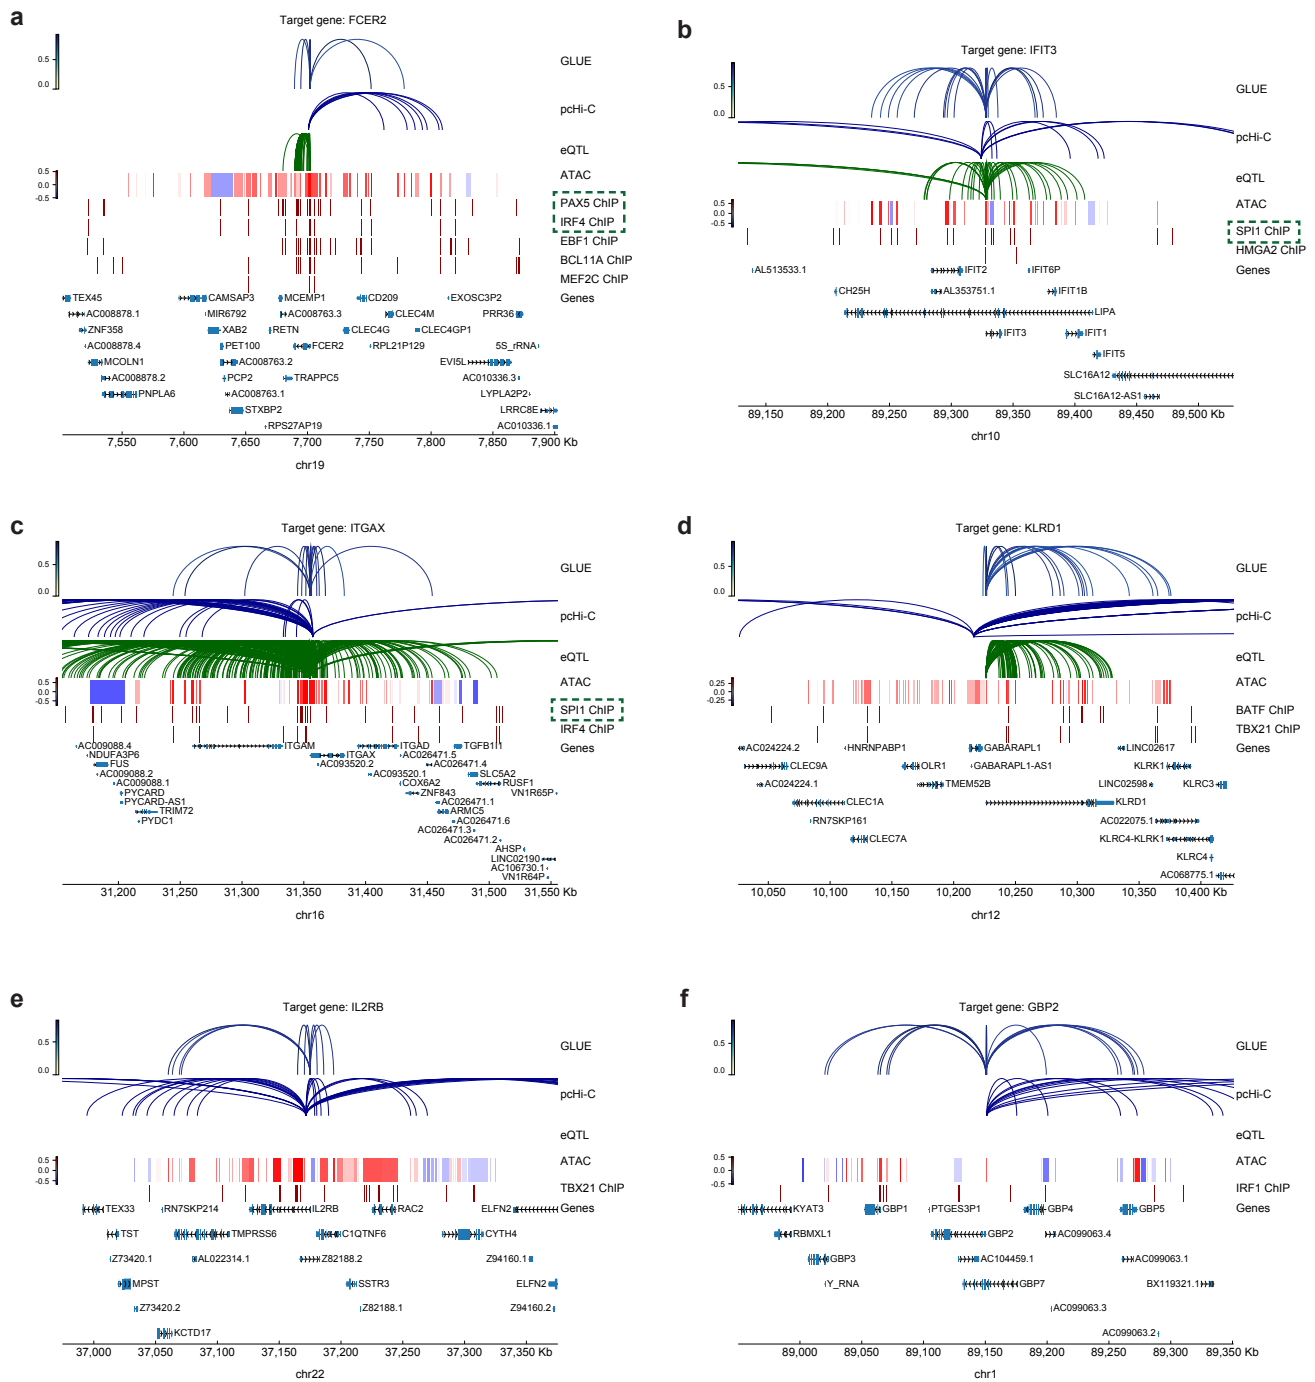 a
Target gene: FCER2
0.5
0.0
GLUE
pcHi-C
eQTL
0.5
0.0
-0.5
ATAC
PAX5 ChIP
IRF4 ChIP
EBF1 ChIP
BCL11A ChIP
MEF2C ChIP
TEX45 CAMSAP3 MCEMP1 CD209 EXOSC3P2 Genes
AC008878.1 MIR6792 AC008763.3 CLEC4M PRR36
ZNF358 XAB2 RETN CLEC4G CLEC4GP1
AC008878.4 PET100 FCER2 RPL21P129 5S_rRNA
MCOLN1 AC008763.2 EVI5L
AC008878.2 PCP2 TRAPPC5 AC010336.3
PNPLA6 AC008763.1 LYPLA2P2
STXBP2 LRRC8E
RPS27AP19 AC010336.1
7,550 7,600 7,650 7,700 7,750 7,800 7,850 7,900 Kb
chr19
b
Target gene: IFIT3
0.5
0.0
GLUE
pcHi-C
eQTL
0.5
0.0
-0.5
ATAC
SPI1 ChIP
HMGA2 ChIP
AL513533.1 IFIT2 IFIT6P Genes
CH25H AL353751.1 IFIT1B
LIPA
IFIT3 IFIT1
IFIT5
SLC16A12
SLC16A12-AS1
89,150 89,200 89,250 89,300 89,350 89,400 89,450 89,500 Kb
chr10
c
Target gene: ITGAX
0.5
0.0
GLUE
pcHi-C
eQTL
0.5
0.0
-0.5
ATAC
SPI1 ChIP
IRF4 ChIP
AC009088.4 ITGAM ITGAD TGFB1I1 Genes
NDUFA3P6 ITGAX AC026471.5
FUS AC093520.2 AC026471.4
AC009088.2 AC093520.1 SLC5A2
AC009088.1 COX6A2 RUSF1
PYCARD ZNF843 VN1R65P
PYCARD-AS1 AC026471.1
TRIM72 ARMC5
PYDC1 AC026471.6
AC026471.3
AC026471.2
AHSP
LINC02190
AC106730.1
VN1R64P
31,200 31,250 31,300 31,350 31,400 31,450 31,500 31,550 Kb
chr16
d
Target gene: KLRD1
0.5
0.0
GLUE
pcHi-C
eQTL
0.25
-0.25
ATAC
BATF ChIP
TBX21 ChIP
AC024224.2 HNRNPABP1 GABARAPL1 LINC02617 Genes
CLEC9A OLR1 GABARAPL1-AS1 KLRK1
AC024224.1 TMEM52B LINC02598 KLRC3
CLEC1A KLRD1
RN7SKP161 AC022075.1
CLEC7A KLRC4-KLRK1
KLRC4
AC068775.1
10,050 10,100 10,150 10,200 10,250 10,300 10,350 10,400 Kb
chr12
e
Target gene: IL2RB
0.5
0.0
GLUE
pcHi-C
eQTL
0.5
0.0
-0.5
ATAC
TBX21 ChIP
TEX33 RN7SKP214 IL2RB RAC2 ELFN2 Genes
TST TMPRSS6 C1QTNF6 CYTH4
Z73420.1 AL022314.1 Z82188.2 Z94160.1
MPST SSTR3 ELFN2
Z73420.2 Z82188.1 Z94160.2
KCTD17
37,000 37,050 37,100 37,150 37,200 37,250 37,300 37,350 Kb
chr22
f
Target gene: GBP2
0.5
0.0
GLUE
pcHi-C
eQTL
0.5
0.0
-0.5
ATAC
IRF1 ChIP
KYAT3 GBP1 PTGES3P1 GBP4 GBP5 Genes
RBMXL1 GBP2 AC099063.4
GBP3 AC104459.1 AC099063.1
Y_RNA GBP7 BX119321.1
AC099063.3
AC099063.2
89,000 89,050 89,100 89,150 89,200 89,250 89,300 89,350 Kb
chr1